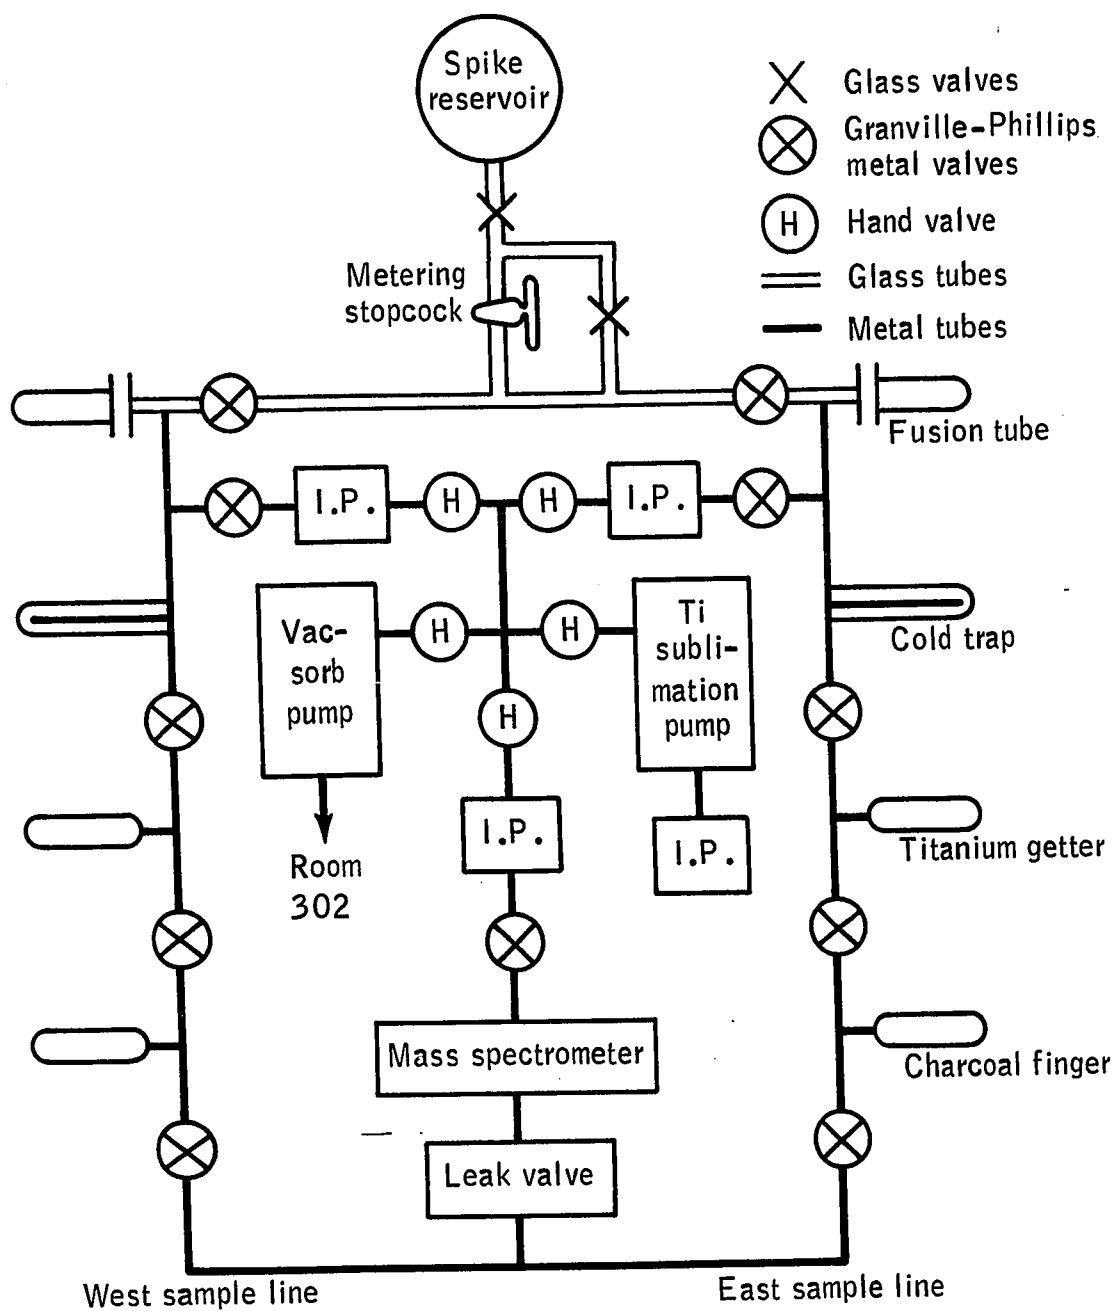 Spike
reservoir
Glass valves
Granville-Phillips
metal valves
H
Hand valve
Glass tubes
Metal tubes
Metering
stopcock
Fusion tube
I.P.
H
H
I.P.
Vac-
sorb
pump
H
H
Ti
subli-
mation
pump
Cold trap
H
I.P.
I.P.
Room
302
Titanium getter
Mass spectrometer
Charcoal finger
Leak valve
West sample line
East sample line